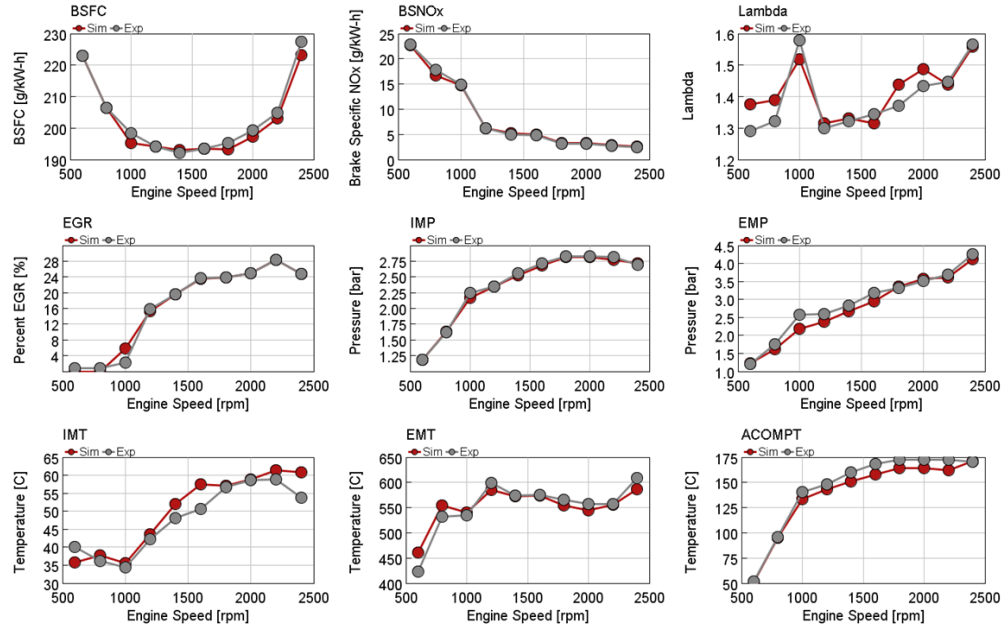 BSFC
Sim Exp
BSFC [g/kW-h]
230
220
210
200
190
500 1000 1500 2000 2500
Engine Speed [rpm]
BSNOx
Sim Exp
Brake Specific NOx [g/kW-h]
25
20
15
10
5
0
500 1000 1500 2000 2500
Engine Speed [rpm]
Lambda
Sim Exp
Lambda
1.6
1.5
1.4
1.3
1.2
500 1000 1500 2000 2500
Engine Speed [rpm]
EGR
Sim Exp
Percent EGR [%]
28
24
20
16
12
8
4
500 1000 1500 2000 2500
Engine Speed [rpm]
IMP
Sim Exp
Pressure [bar]
2.75
2.50
2.25
2.00
1.75
1.50
1.25
500 1000 1500 2000 2500
Engine Speed [rpm]
EMP
Sim Exp
Pressure [bar]
4.5
4.0
3.5
3.0
2.5
2.0
1.5
1.0
500 1000 1500 2000 2500
Engine Speed [rpm]
IMT
Sim Exp
Temperature [C]
65
60
55
50
45
40
35
30
500 1000 1500 2000 2500
Engine Speed [rpm]
EMT
Sim Exp
Temperature [C]
650
600
550
500
450
400
500 1000 1500 2000 2500
Engine Speed [rpm]
ACOMPT
Sim Exp
Temperature [C]
175
150
125
100
75
50
500 1000 1500 2000 2500
Engine Speed [rpm]